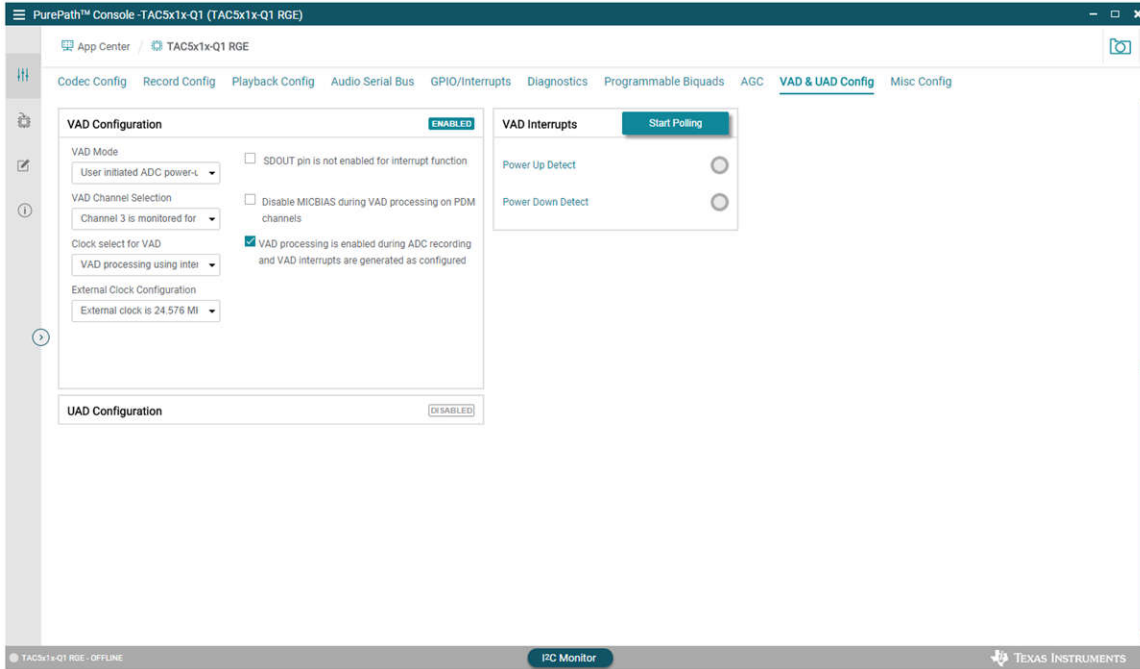 PurePath™ Console -TAC5x1x-Q1 (TAC5x1x-Q1 RGE)
App Center / TAC5x1x-Q1 RGE
Codec Config Record Config Playback Config Audio Serial Bus GPIO/Interrupts Diagnostics Programmable Biquads AGC VAD & UAD Config Misc Config
VAD Configuration ENABLED
VAD Mode
User initiated ADC power-u
VAD Channel Selection
Channel 3 is monitored for
Clock select for VAD
VAD processing using inter
External Clock Configuration
External clock is 24.576 MI
SDOUT pin is not enabled for interrupt function
Disable MICBIAS during VAD processing on PDM
channels
VAD processing is enabled during ADC recording
and VAD interrupts are generated as configured
VAD Interrupts Start Polling
Power Up Detect
Power Down Detect
UAD Configuration DISABLED
TAC5x1x-Q1 RGE - OFFLINE
I²C Monitor
TEXAS INSTRUMENTS